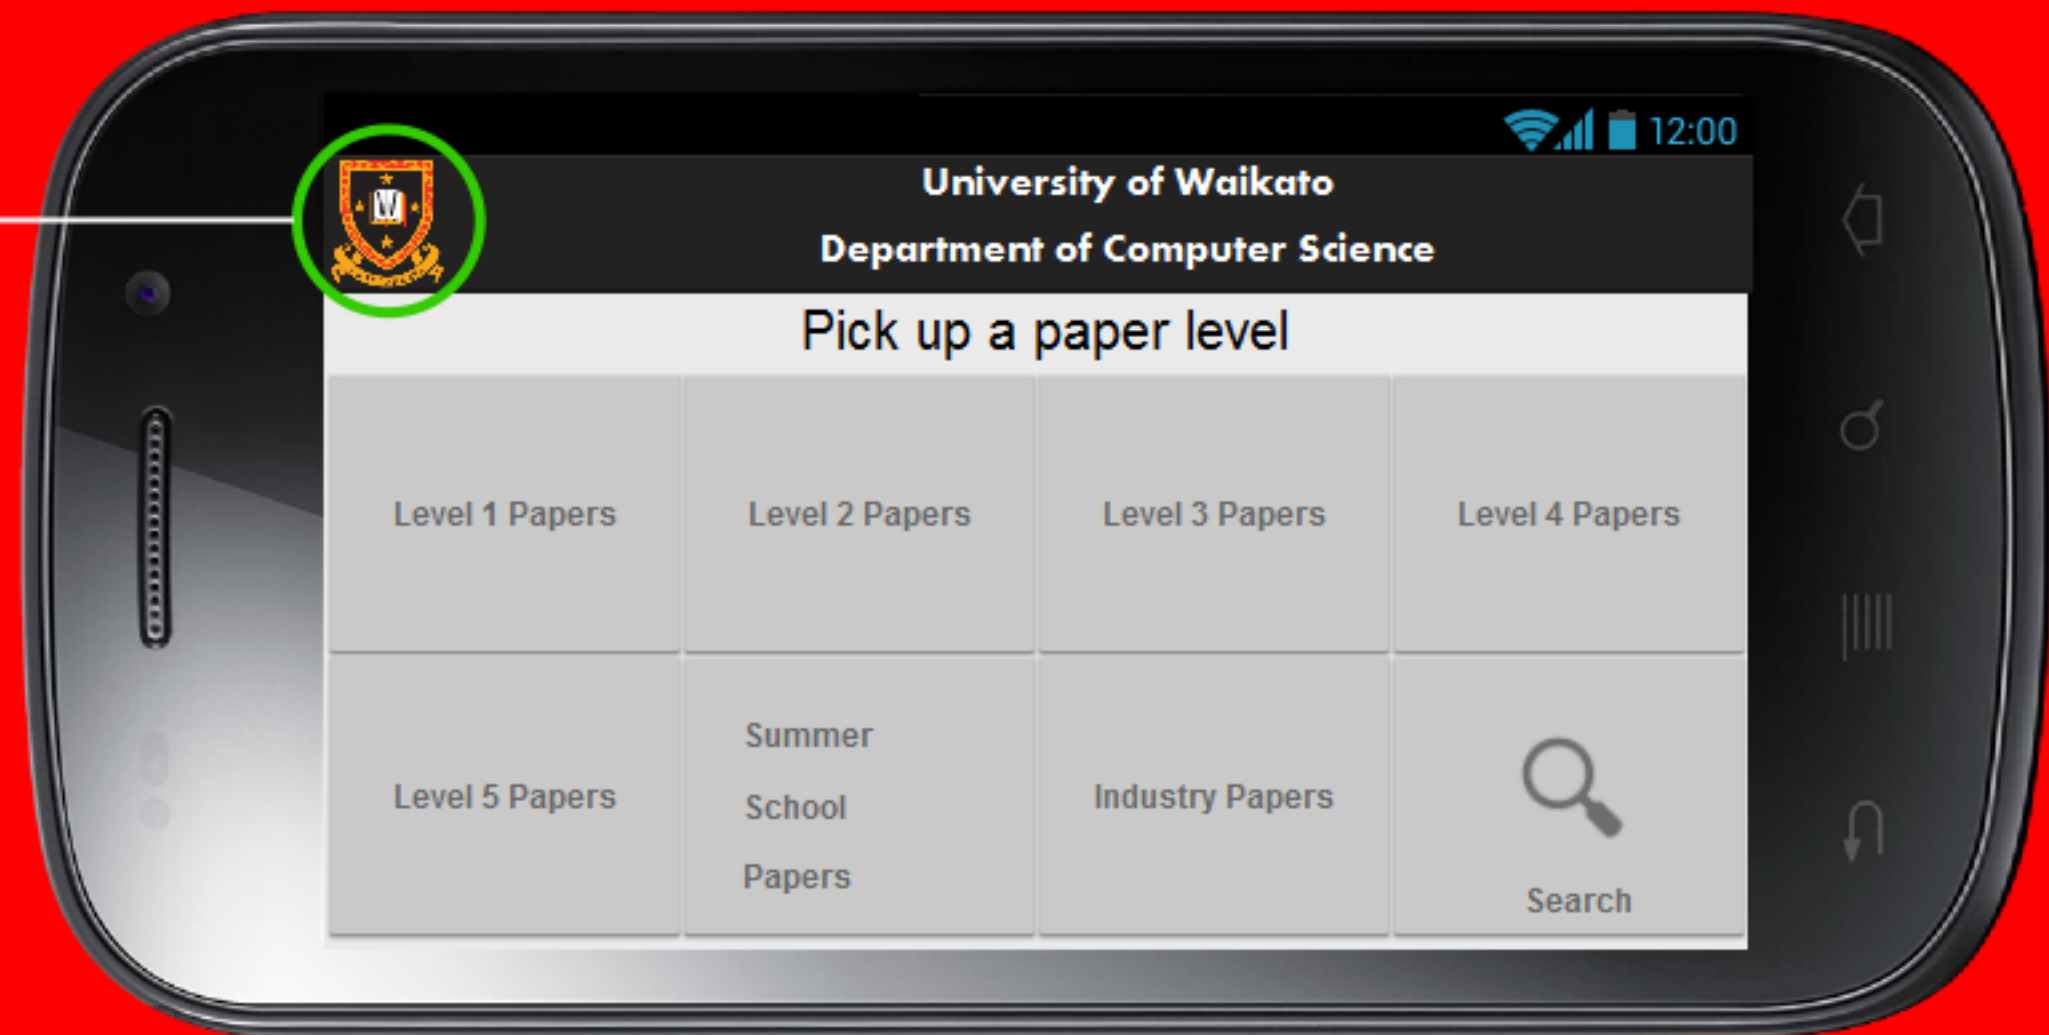 12:00
University of Waikato
Department of Computer Science
Pick up a paper level
Level 1 Papers
Level 2 Papers
Level 3 Papers
Level 4 Papers
Level 5 Papers
Summer
School
Papers
Industry Papers
Search